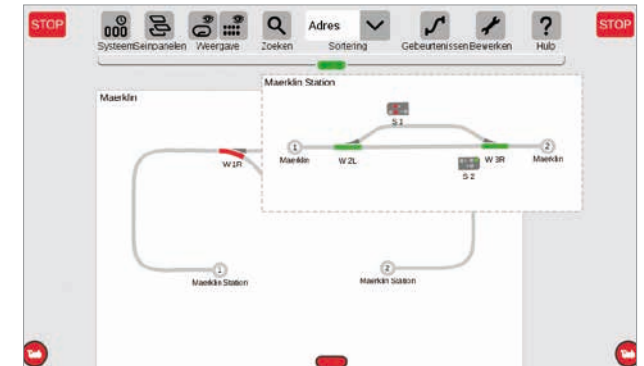 STOP
Adres
STOP
Systeem Seinpanelen Weergave Zoeken Sortering Gebeurtenissen Bewerken Hulp
Maerklin Station
Maerklin
S 1
1
2
Maerklin W 2L W 3R Maerklin
W 1R
S 2
1
2
Maerklin Station
Maerklin Station